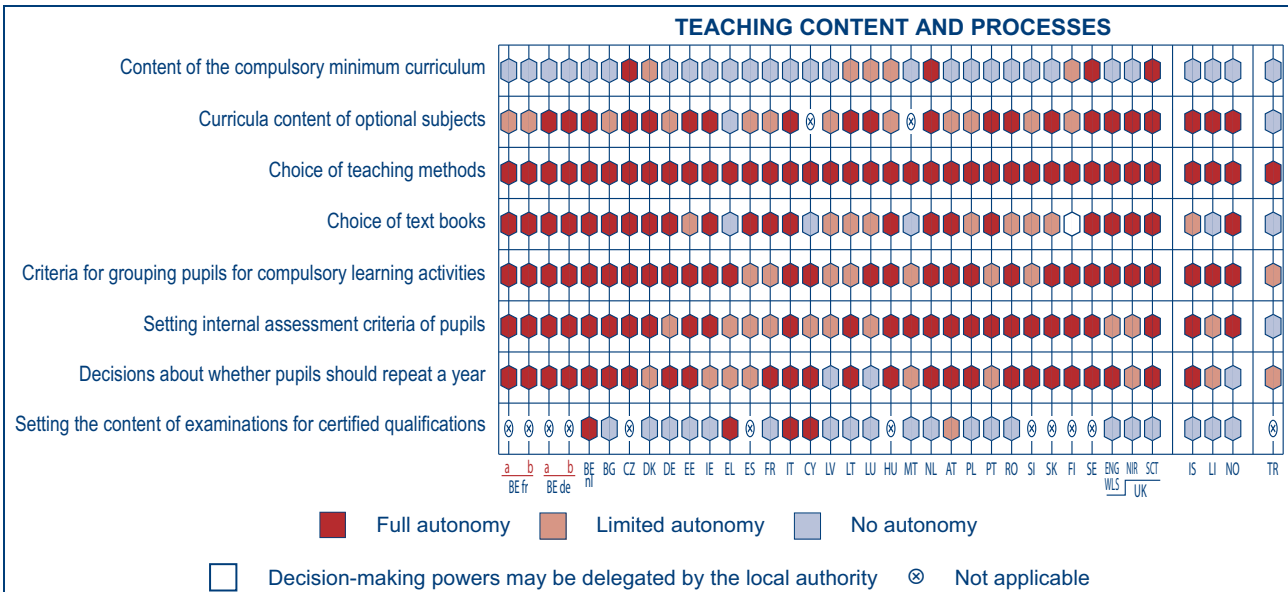 TEACHING CONTENT AND PROCESSES
Content of the compulsory minimum curriculum
Curricula content of optional subjects
Choice of teaching methods
Choice of text books
Criteria for grouping pupils for compulsory learning activities
Setting internal assessment criteria of pupils
Decisions about whether pupils should repeat a year
Setting the content of examinations for certified qualifications
a b a b BE nl BG CZ DK DE EE IE EL ES FR IT CY LV LT LU HU MT NL AT PL PT RO SI SK FI SE ENG WLS NIR SCT IS LI NO TR
BE fr BE de UK
Full autonomy Limited autonomy No autonomy
Decision-making powers may be delegated by the local authority Not applicable